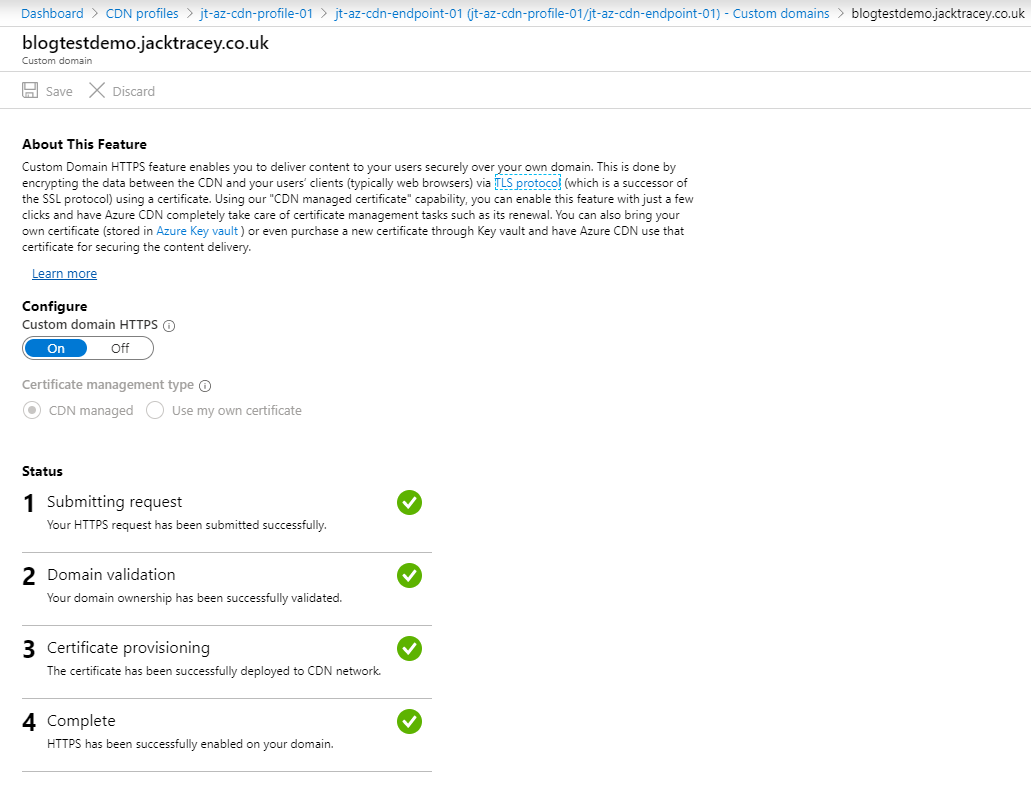 Dashboard > CDN profiles > jt-az-cdn-profile-01 > jt-az-cdn-endpoint-01 (jt-az-cdn-profile-01/jt-az-cdn-endpoint-01) - Custom domains > blogtestdemo.jacktracey.co.uk
blogtestdemo.jacktracey.co.uk
Custom domain
Save Discard
About This Feature
Custom Domain HTTPS feature enables you to deliver content to your users securely over your own domain. This is done by
encrypting the data between the CDN and your users' clients (typically web browsers) via TLS protocol (which is a successor of
the SSL protocol) using a certificate. Using our "CDN managed certificate" capability, you can enable this feature with just a few
clicks and have Azure CDN completely take care of certificate management tasks such as its renewal. You can also bring your
own certificate (stored in Azure Key vault ) or even purchase a new certificate through Key vault and have Azure CDN use that
certificate for securing the content delivery.
Learn more
Configure
Custom domain HTTPS
On Off
Certificate management type
CDN managed Use my own certificate
Status
1 Submitting request
Your HTTPS request has been submitted successfully.
2 Domain validation
Your domain ownership has been successfully validated.
3 Certificate provisioning
The certificate has been successfully deployed to CDN network.
4 Complete
HTTPS has been successfully enabled on your domain.